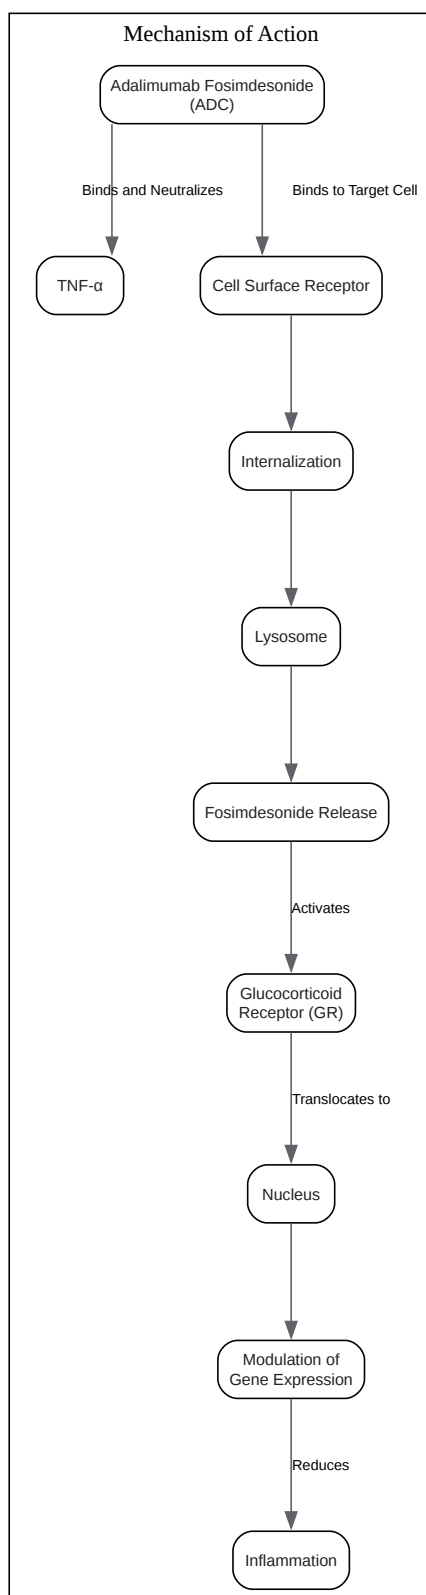 Mechanism of Action
Adalimumab Fosimdesonide
(ADC)
Binds and Neutralizes
Binds to Target Cell
TNF-α
Cell Surface Receptor
Internalization
Lysosome
Fosimdesonide Release
Activates
Glucocorticoid
Receptor (GR)
Translocates to
Nucleus
Modulation of
Gene Expression
Reduces
Inflammation